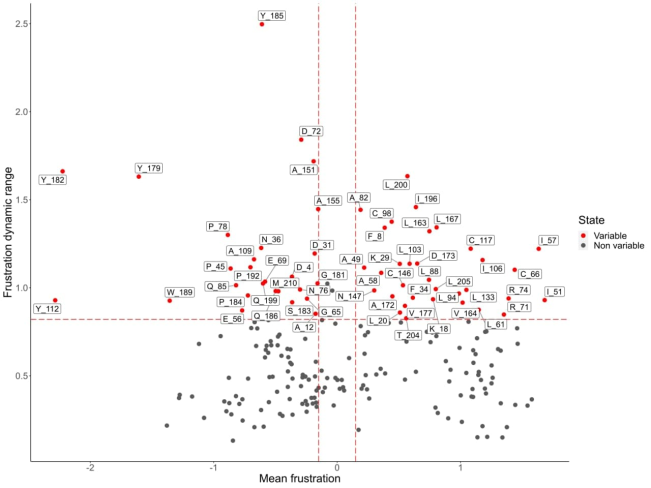 Y_185
2.5
D_72
A_151
Y_182
Y_179
L_200
I_196
A_155
A_82
C_98
L_163
L_167
F_8
P_78
N_36
D_31
A_109
E_69
A_49
K_29
L_103
D_173
C_117
I_57
P_45
P_192
D_4
G_181
A_58
C_146
L_88
I_106
C_66
Q_85
M_210
N_76
N_147
F_34
L_205
R_74
I_51
W_189
P_184
Q_199
S_183
G_65
A_172
L_94
L_133
R_71
Y_112
E_56
Q_186
A_12
L_20
V_177
K_18
V_164
L_61
T_204
2.0
1.5
1.0
0.5
Frustration dynamic range
-2
-1
0
1
Mean frustration
State
Variable
Non variable